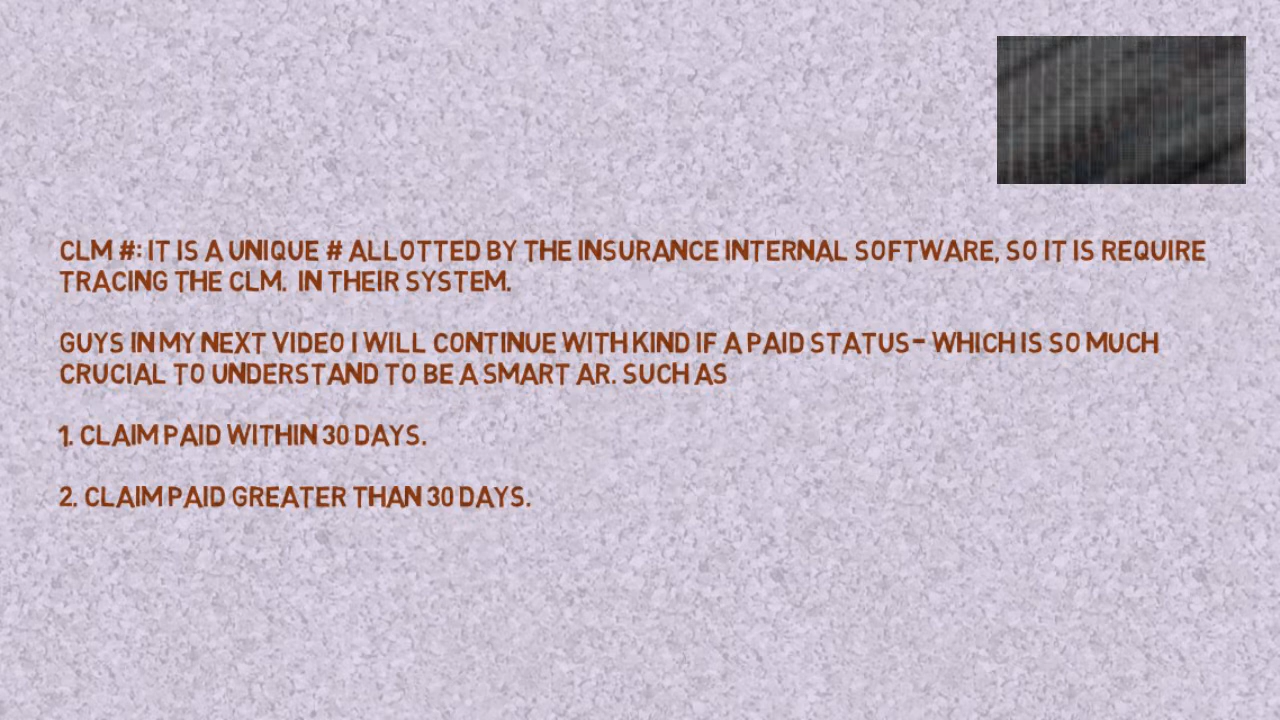 CLM #: IT IS A UNIQUE # ALLOTTED BY THE INSURANCE INTERNAL SOFTWARE, SO IT IS REQUIRE
TRACING THE CLM. IN THEIR SYSTEM.
GUYS IN MY NEXT VIDEO I WILL CONTINUE WITH KIND IF A PAID STATUS - WHICH IS SO MUCH
CRUCIAL TO UNDERSTAND TO BE A SMART AR. SUCH AS
1. CLAIM PAID WITHIN 30 DAYS.
2. CLAIM PAID GREATER THAN 30 DAYS.